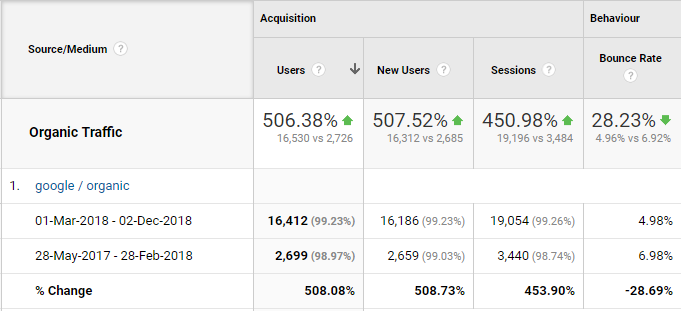 Acquisition Behaviour
Source/Medium ? Users ? New Users ? Sessions ? Bounce Rate ?
Organic Traffic 506.38% 507.52% 450.98% 28.23%
16,530 vs 2,726 16,312 vs 2,685 19,196 vs 3,484 4.96% vs 6.92%
1. google / organic
01-Mar-2018 - 02-Dec-2018 16,412 (99.23%) 16,186 (99.23%) 19,054 (99.26%) 4.98%
28-May-2017 - 28-Feb-2018 2,699 (98.97%) 2,659 (99.03%) 3,440 (98.74%) 6.98%
% Change 508.08% 508.73% 453.90% -28.69%